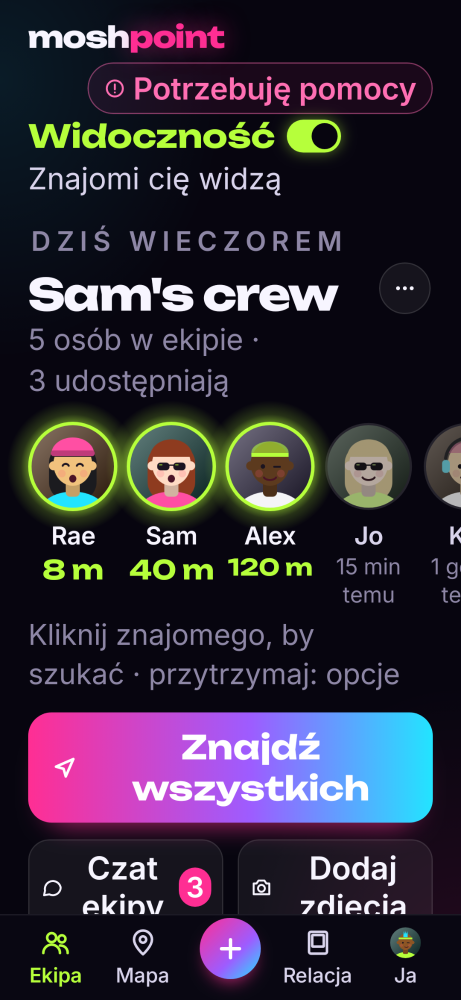 moshpoint
Potrzebuję pomocy
Widoczność
Znajomi cię widzą
DZIŚ WIECZOREM
Sam's crew
5 osób w ekipie ·
3 udostępniają
Rae
Sam
Alex
Jo
8 m
40 m
120 m
15 min
temu
Kliknij znajomego, by
szukać · przytrzymaj: opcje
Znajdź
wszystkich
Czat
ekipy
3
Dodaj
zdjęcia
Ekipa
Mapa
Relacja
Ja